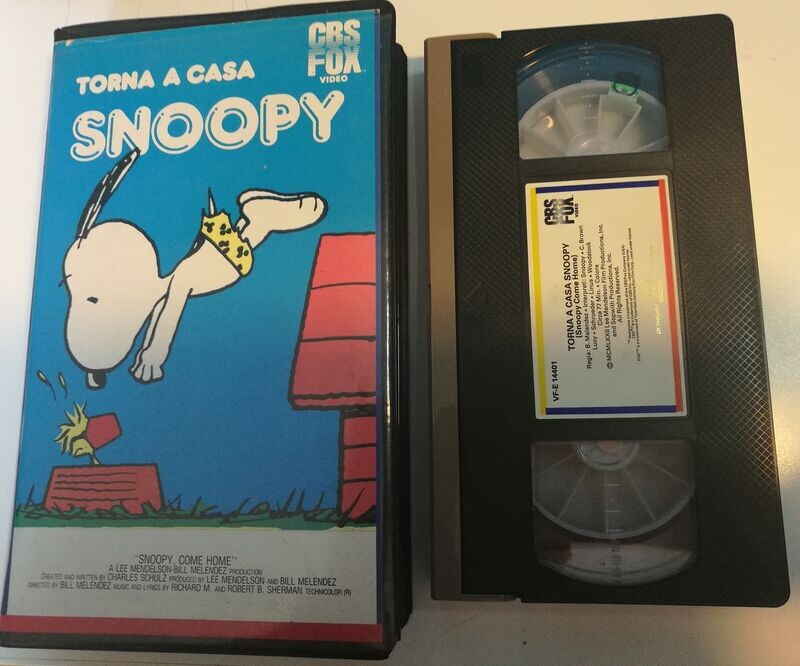 CBS
FOX
VIDEO
TORNA A CASA
SNOOPY
"SNOOPY, COME HOME"
A LEE MENDELSON-BILL MELENDEZ PRODUCTION
CREATED AND WRITTEN BY CHARLES SCHULZ PRODUCED BY LEE MENDELSON AND BILL MELENDEZ
DIRECTED BY BILL MELENDEZ MUSIC AND LYRICS BY RICHARD M. AND ROBERT B. SHERMAN TECHNICOLOR (R)
CBS
FOX
VIDEO
VF-E 14401
TORNA A CASA SNOOPY
(Snoopy Come Home)
Regia: B. Melendez • Interpreti: Snoopy • C. Brown
Lucy • Schroeder • Linus • Woodstock
Circa 77 Min. • Colore
© MCMLXXII Lee Mendelson Film Productions, Inc.
and Sopwith Productions, Inc.
All Rights Reserved.